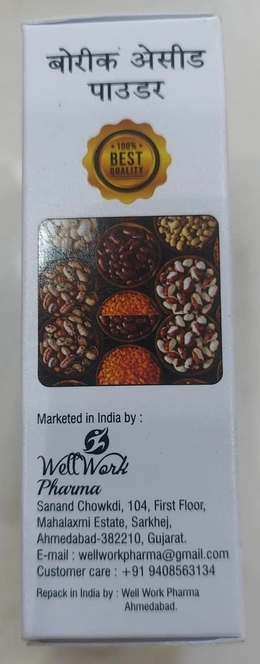 बोरीक अेसीड
पाउडर
100%
BEST
QUALITY
Marketed in India by :
Well Work
Pharma
Sanand Chowkdi, 104, First Floor,
Mahalaxmi Estate, Sarkhej,
Ahmedabad-382210, Gujarat.
E-mail : wellworkpharma@gmail.com
Customer care : +91 9408563134
Repack in India by : Well Work Pharma
Ahmedabad.